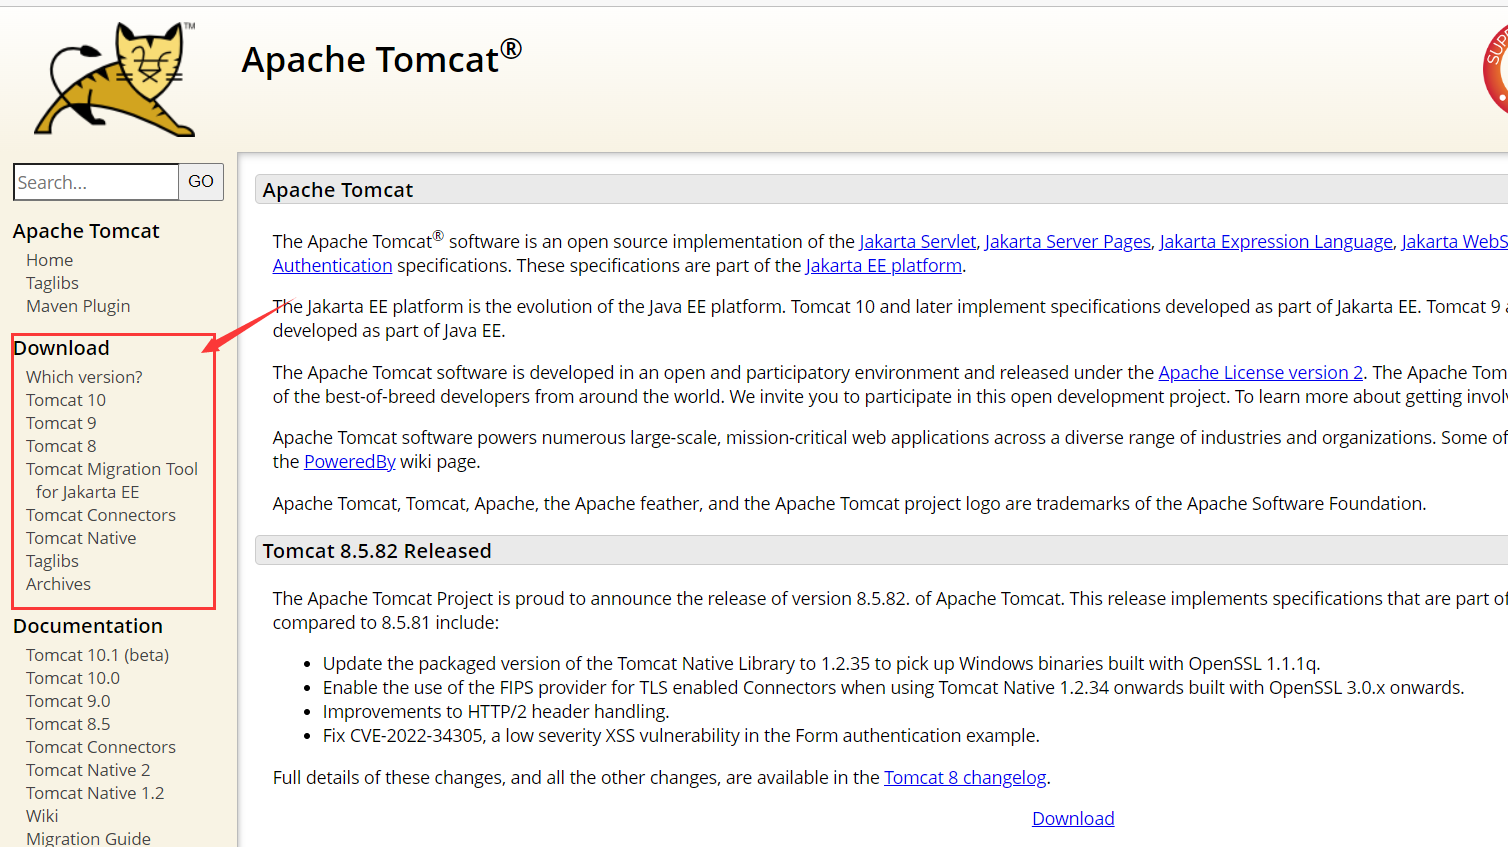 TM
Apache Tomcat®
SUPP
Search... GO
Apache Tomcat
Home
Taglibs
Maven Plugin
Download
Which version?
Tomcat 10
Tomcat 9
Tomcat 8
Tomcat Migration Tool
for Jakarta EE
Tomcat Connectors
Tomcat Native
Taglibs
Archives
Documentation
Tomcat 10.1 (beta)
Tomcat 10.0
Tomcat 9.0
Tomcat 8.5
Tomcat Connectors
Tomcat Native 2
Tomcat Native 1.2
Wiki
Migration Guide
Apache Tomcat
The Apache Tomcat® software is an open source implementation of the Jakarta Servlet, Jakarta Server Pages, Jakarta Expression Language, Jakarta WebS
Authentication specifications. These specifications are part of the Jakarta EE platform.
The Jakarta EE platform is the evolution of the Java EE platform. Tomcat 10 and later implement specifications developed as part of Jakarta EE. Tomcat 9 a
developed as part of Java EE.
The Apache Tomcat software is developed in an open and participatory environment and released under the Apache License version 2. The Apache Tom
of the best-of-breed developers from around the world. We invite you to participate in this open development project. To learn more about getting invol
Apache Tomcat software powers numerous large-scale, mission-critical web applications across a diverse range of industries and organizations. Some of
the PoweredBy wiki page.
Apache Tomcat, Tomcat, Apache, the Apache feather, and the Apache Tomcat project logo are trademarks of the Apache Software Foundation.
Tomcat 8.5.82 Released
The Apache Tomcat Project is proud to announce the release of version 8.5.82. of Apache Tomcat. This release implements specifications that are part of
compared to 8.5.81 include:
• Update the packaged version of the Tomcat Native Library to 1.2.35 to pick up Windows binaries built with OpenSSL 1.1.1q.
• Enable the use of the FIPS provider for TLS enabled Connectors when using Tomcat Native 1.2.34 onwards built with OpenSSL 3.0.x onwards.
• Improvements to HTTP/2 header handling.
• Fix CVE-2022-34305, a low severity XSS vulnerability in the Form authentication example.
Full details of these changes, and all the other changes, are available in the Tomcat 8 changelog.
Download